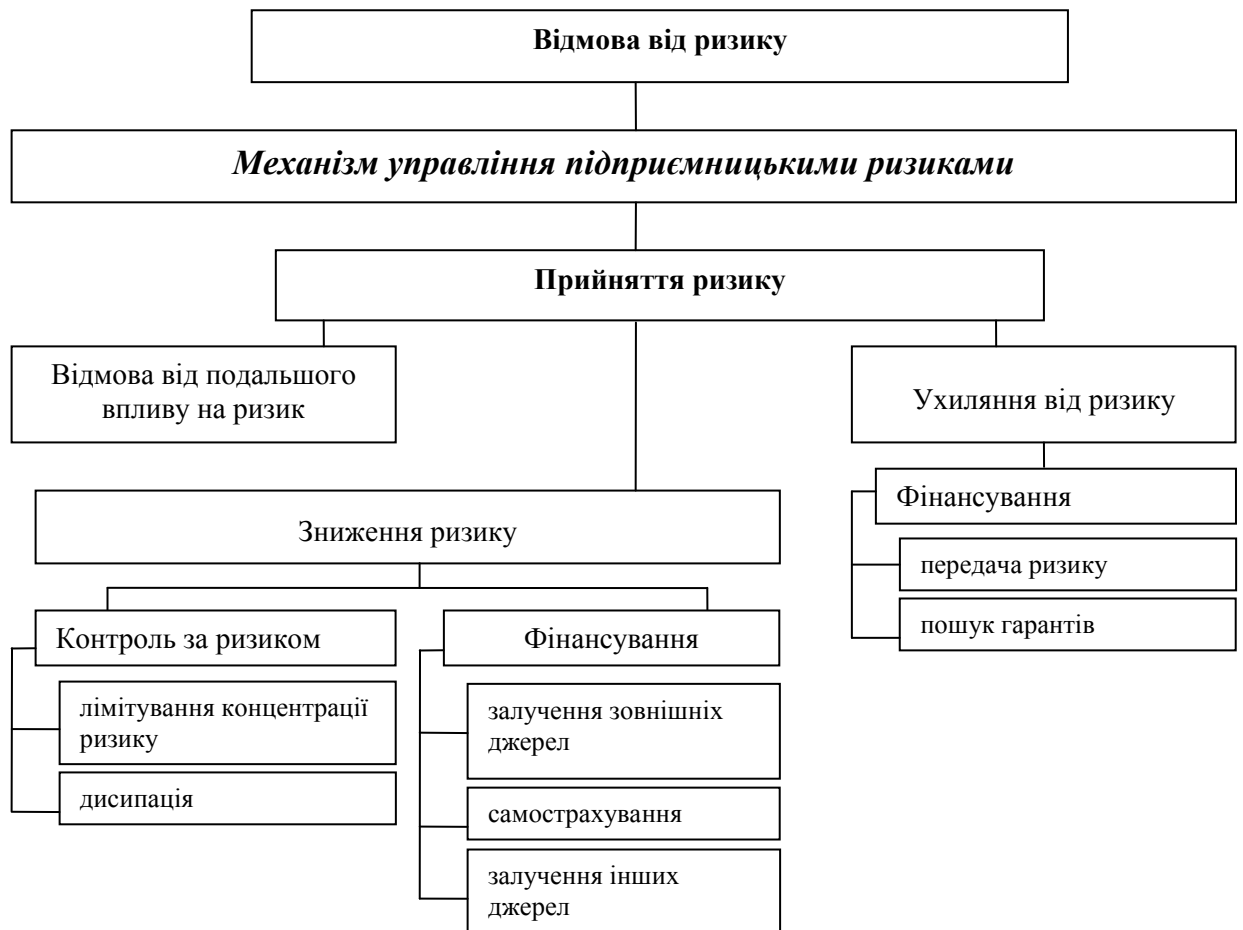 Відмова від ризику
Механізм управління підприємницькими ризиками
Прийняття ризику
Відмова від подальшого
впливу на ризик
Ухиляння від ризику
Фінансування
передача ризику
пошук гарантів
Зниження ризику
Контроль за ризиком
лімітування концентрації
ризику
дисипація
Фінансування
залучення зовнішніх
джерел
самострахування
залучення інших
джерел